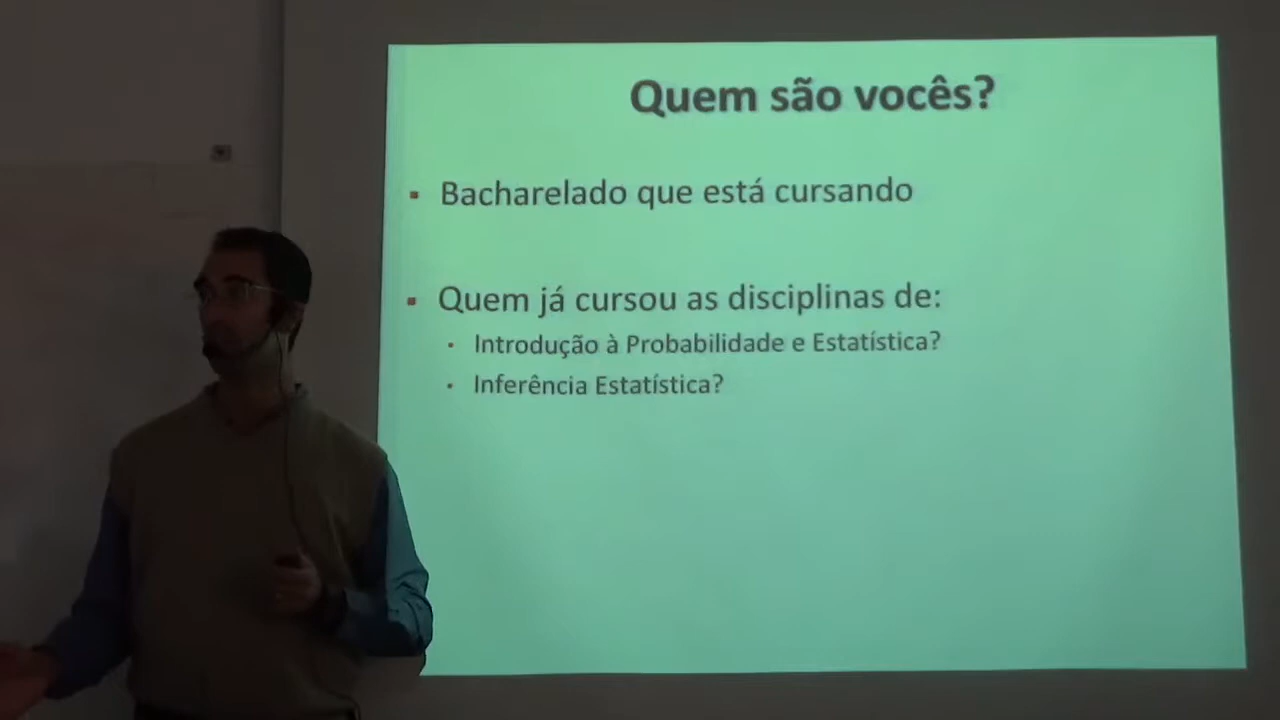 Quem são vocês?
Bacharelado que está cursando
Quem já cursou as disciplinas de:
Introdução à Probabilidade e Estatística?
Inferência Estatística?